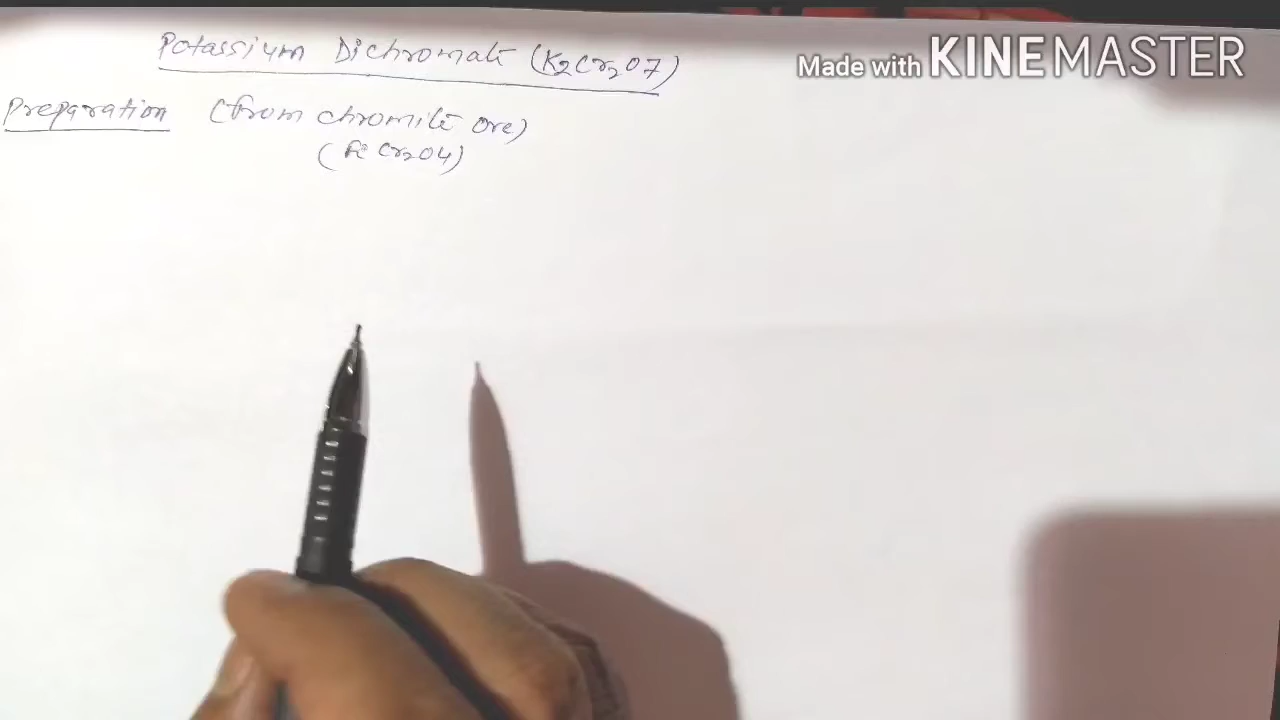 Potassium Dichromate (K2Cr2O7)
Made with KINEMASTER
Preparation (from chromite ore)
(FeCr2O4)